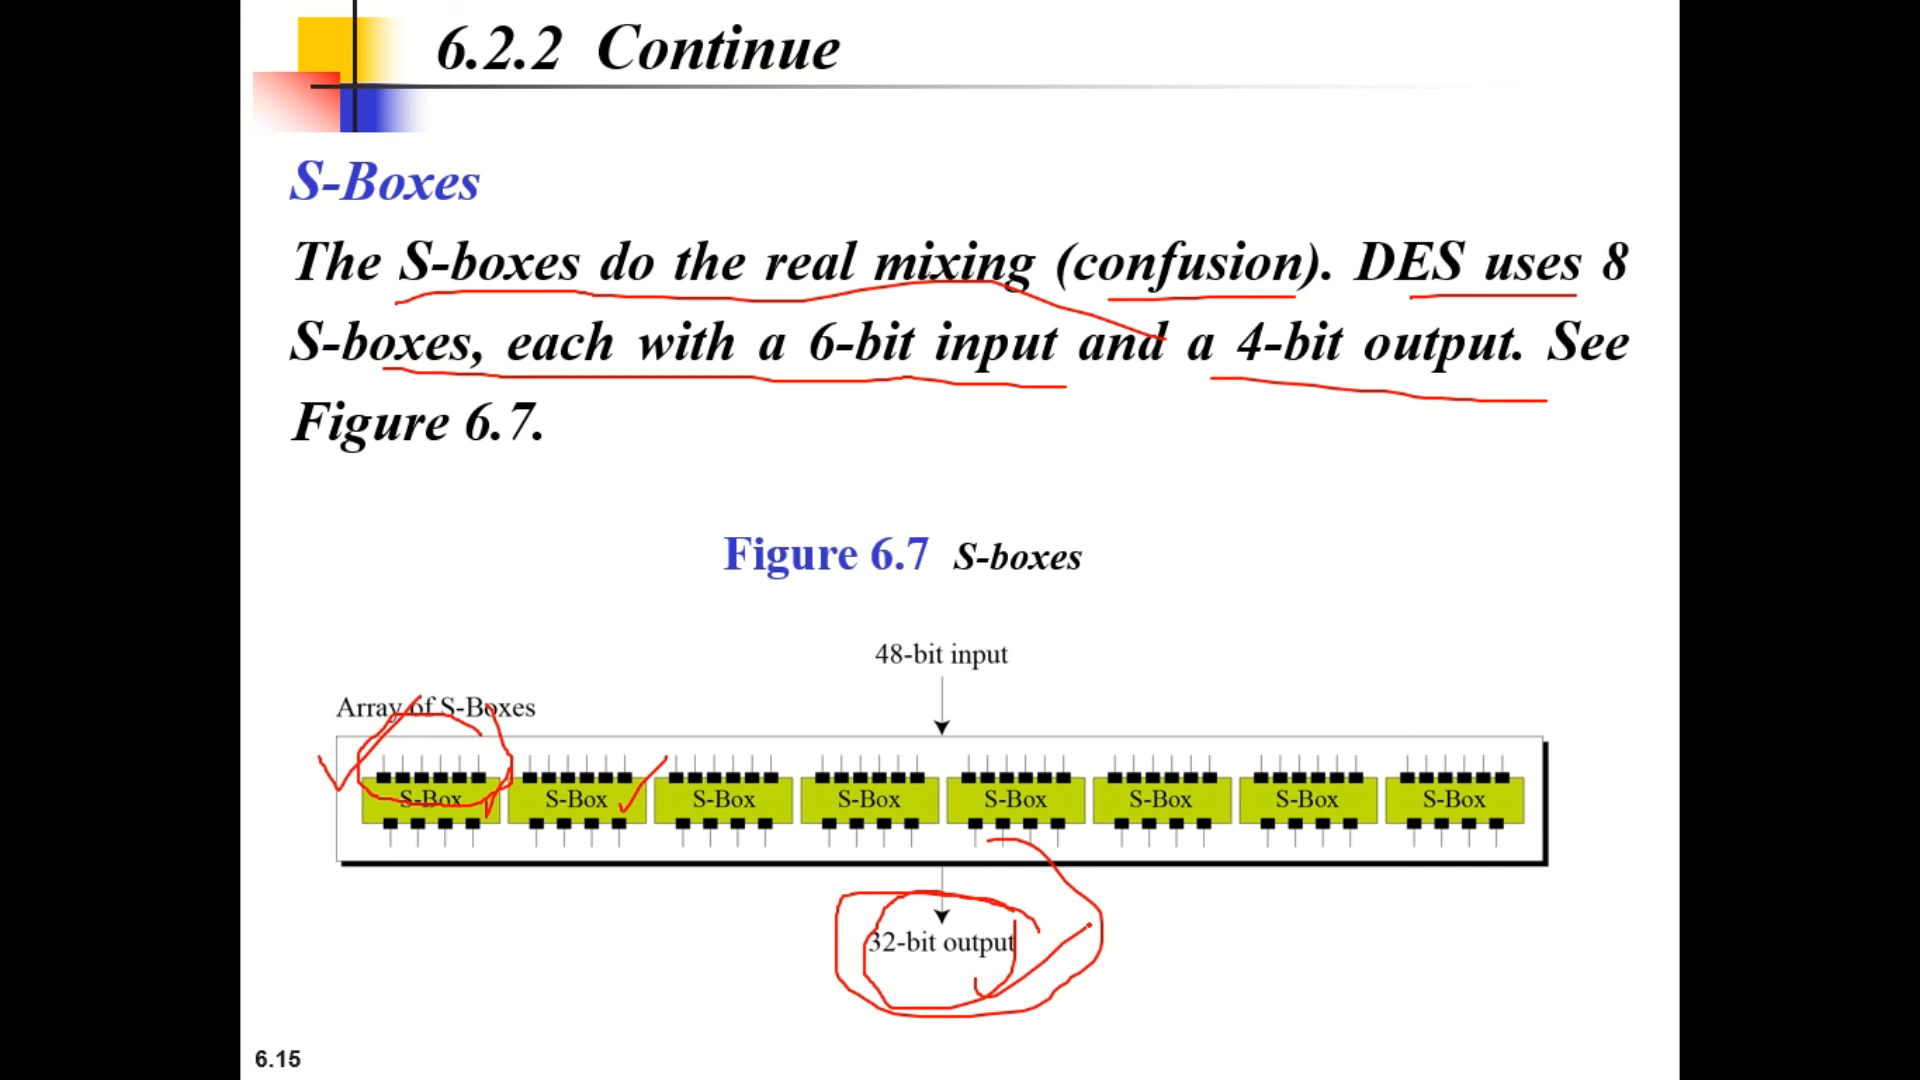 6.2.2 Continue
S-Boxes
The S-boxes do the real mixing (confusion). DES uses 8
S-boxes, each with a 6-bit input and a 4-bit output. See
Figure 6.7.
Figure 6.7 S-boxes
48-bit input
Array of S-Boxes
S-Box S-Box S-Box S-Box S-Box S-Box S-Box S-Box
32-bit output
6.15